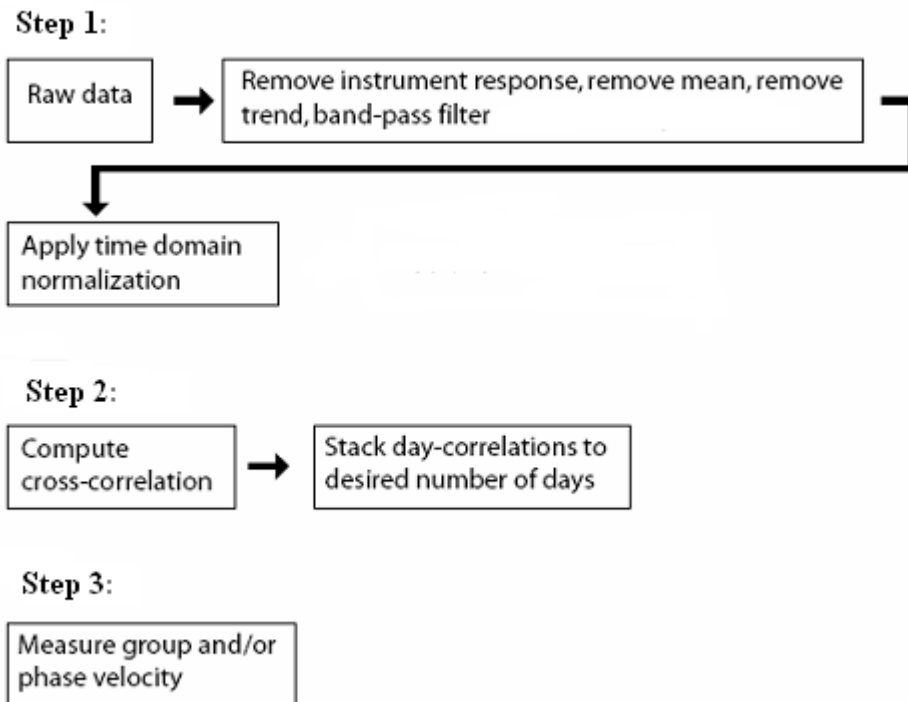 Step 1:
Raw data
Remove instrument response, remove mean, remove
trend, band-pass filter
Apply time domain
normalization
Step 2:
Compute
cross-correlation
Stack day-correlations to
desired number of days
Step 3:
Measure group and/or
phase velocity